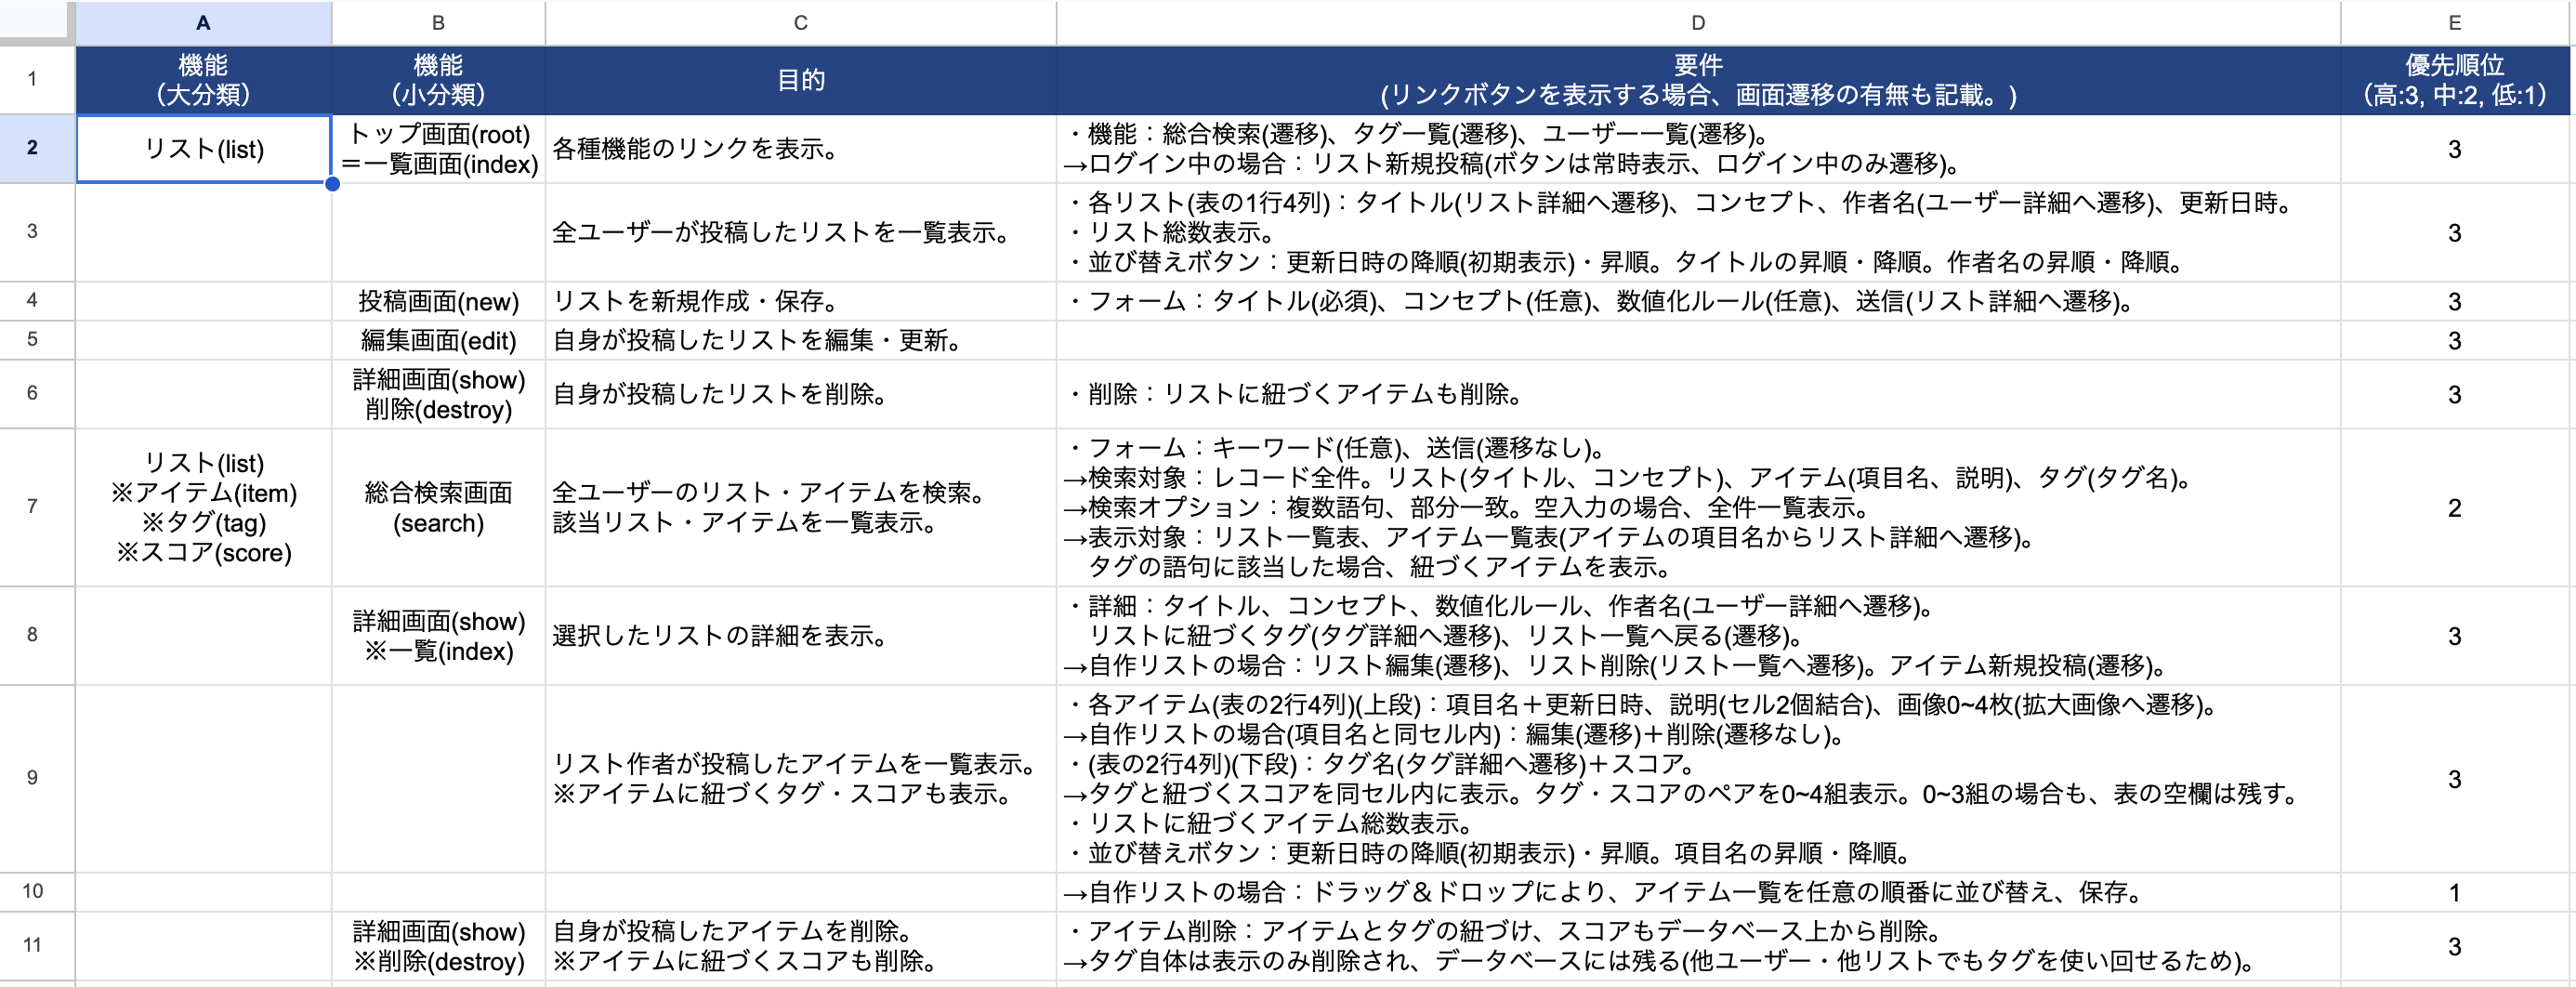 A
B
C
D
E
1
機能
（大分類）
機能
（小分類）
目的
要件
(リンクボタンを表示する場合、画面遷移の有無も記載。)
優先順位
（高:3, 中:2, 低:1）
2
リスト(list)
トップ画面(root)
＝一覧画面(index)
各種機能のリンクを表示。
・機能：総合検索(遷移)、タグ一覧(遷移)、ユーザー一覧(遷移)。
→ログイン中の場合：リスト新規投稿(ボタンは常時表示、ログイン中のみ遷移)。
3
3
全ユーザーが投稿したリストを一覧表示。
・各リスト(表の1行4列)：タイトル(リスト詳細へ遷移)、コンセプト、作者名(ユーザー詳細へ遷移)、更新日時。
・リスト総数表示。
・並び替えボタン：更新日時の降順(初期表示)・昇順。タイトルの昇順・降順。作者名の昇順・降順。
3
4
投稿画面(new)
リストを新規作成・保存。
・フォーム：タイトル(必須)、コンセプト(任意)、数値化ルール(任意)、送信(リスト詳細へ遷移)。
3
5
編集画面(edit)
自身が投稿したリストを編集・更新。
3
6
詳細画面(show)
削除(destroy)
自身が投稿したリストを削除。
・削除：リストに紐づくアイテムも削除。
3
7
リスト(list)
※アイテム(item)
※タグ(tag)
※スコア(score)
総合検索画面
(search)
全ユーザーのリスト・アイテムを検索。
該当リスト・アイテムを一覧表示。
・フォーム：キーワード(任意)、送信(遷移なし)。
→検索対象：レコード全件。リスト(タイトル、コンセプト)、アイテム(項目名、説明)、タグ(タグ名)。
→検索オプション：複数語句、部分一致。空入力の場合、全件一覧表示。
→表示対象：リスト一覧表、アイテム一覧表(アイテムの項目名からリスト詳細へ遷移)。
タグの語句に該当した場合、紐づくアイテムを表示。
2
8
詳細画面(show)
※一覧(index)
選択したリストの詳細を表示。
・詳細：タイトル、コンセプト、数値化ルール、作者名(ユーザー詳細へ遷移)。
リストに紐づくタグ(タグ詳細へ遷移)、リスト一覧へ戻る(遷移)。
→自作リストの場合：リスト編集(遷移)、リスト削除(リスト一覧へ遷移)。アイテム新規投稿(遷移)。
3
9
リスト作者が投稿したアイテムを一覧表示。
※アイテムに紐づくタグ・スコアも表示。
・各アイテム(表の2行4列)(上段)：項目名＋更新日時、説明(セル2個結合)、画像0~4枚(拡大画像へ遷移)。
→自作リストの場合(項目名と同セル内)：編集(遷移)＋削除(遷移なし)。
・(表の2行4列)(下段)：タグ名(タグ詳細へ遷移)＋スコア。
→タグと紐づくスコアを同セル内に表示。タグ・スコアのペアを0~4組表示。0~3組の場合も、表の空欄は残す。
・リストに紐づくアイテム総数表示。
・並び替えボタン：更新日時の降順(初期表示)・昇順。項目名の昇順・降順。
3
10
→自作リストの場合：ドラッグ＆ドロップにより、アイテム一覧を任意の順番に並び替え、保存。
1
11
詳細画面(show)
※削除(destroy)
自身が投稿したアイテムを削除。
※アイテムに紐づくスコアも削除。
・アイテム削除：アイテムとタグの紐づけ、スコアもデータベース上から削除。
→タグ自体は表示のみ削除され、データベースには残る(他ユーザー・他リストでもタグを使い回せるため)。
3